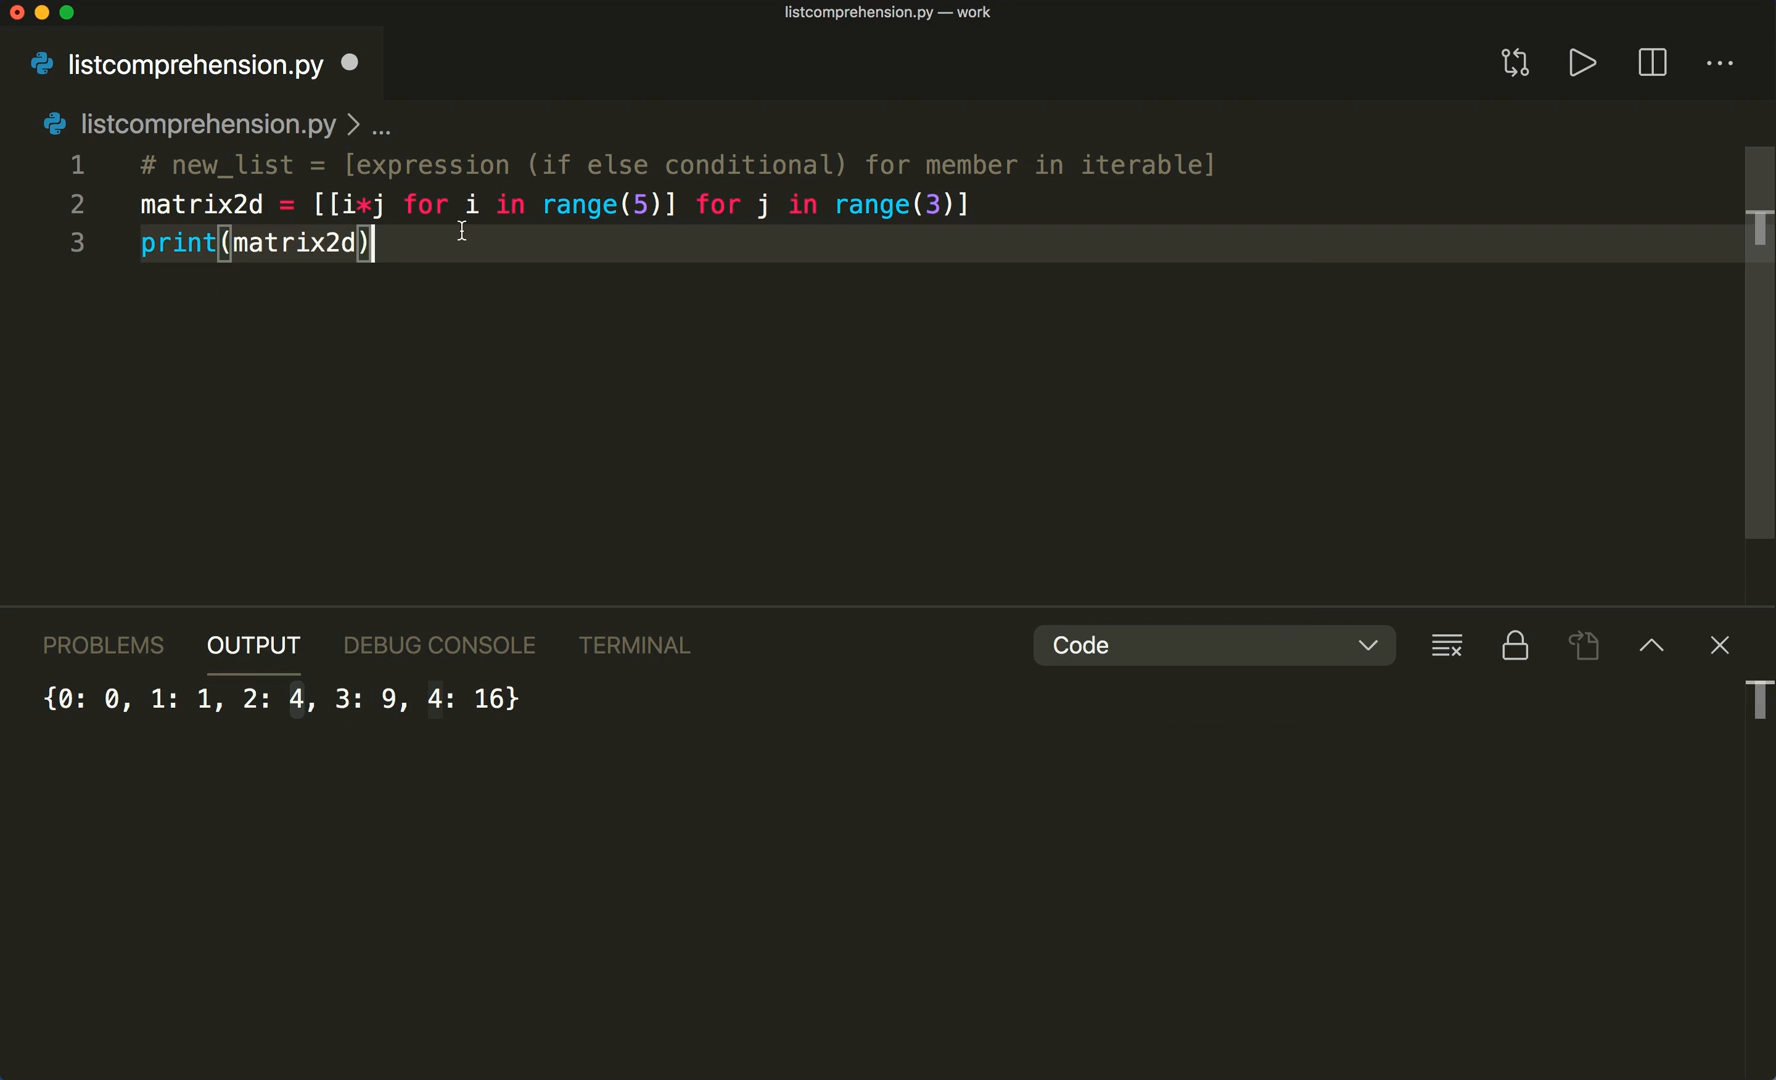 listcomprehension.py — work
listcomprehension.py
listcomprehension.py > ...
1 # new_list = [expression (if else conditional) for member in iterable]
2 matrix2d = [[i*j for i in range(5)] for j in range(3)]
3 print(matrix2d)
PROBLEMS OUTPUT DEBUG CONSOLE TERMINAL Code
{0: 0, 1: 1, 2: 4, 3: 9, 4: 16}